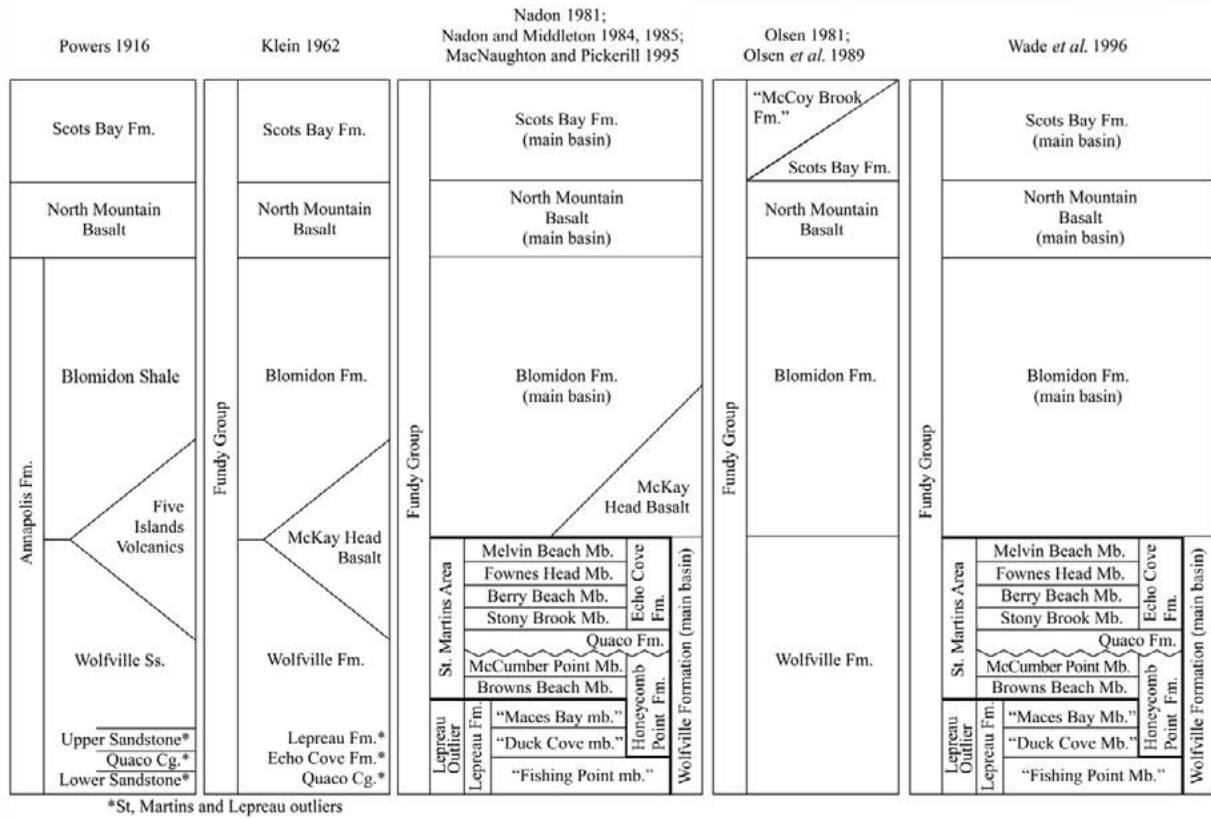 Powers 1916
Scots Bay Fm.
North Mountain
Basalt
Annapolis Fm.
Blomidon Shale
Five
Islands
Volcanics
Wolfville Ss.
Upper Sandstone*
Quaco Cg.*
Lower Sandstone*
*St, Martins and Lepreau outliers
Klein 1962
Fundy Group
Scots Bay Fm.
North Mountain
Basalt
Blomidon Fm.
McKay Head
Basalt
Wolfville Fm.
Lepreau Fm.*
Echo Cove Fm.*
Quaco Cg.*
Nadon 1981;
Nadon and Middleton 1984, 1985;
MacNaughton and Pickerill 1995
Fundy Group
Scots Bay Fm.
(main basin)
North Mountain
Basalt
(main basin)
Blomidon Fm.
(main basin)
McKay
Head Basalt
St. Martins Area
Melvin Beach Mb.
Fownes Head Mb.
Berry Beach Mb.
Stony Brook Mb.
Echo Cove
Fm.
Quaco Fm.
McCumber Point Mb.
Browns Beach Mb.
Honeycomb
Point Fm.
Lepreau
Outlier
Lepreau Fm.
“Maces Bay mb.”
“Duck Cove mb.”
“Fishing Point mb.”
Wolfville Formation (main basin)
Olsen 1981;
Olsen et al. 1989
Fundy Group
“McCoy Brook
Fm.”
Scots Bay Fm.
North Mountain
Basalt
Blomidon Fm.
Wolfville Fm.
Wade et al. 1996
Fundy Group
Scots Bay Fm.
(main basin)
North Mountain
Basalt
(main basin)
Blomidon Fm.
(main basin)
St. Martins Area
Melvin Beach Mb.
Fownes Head Mb.
Berry Beach Mb.
Stony Brook Mb.
Echo Cove
Fm.
Quaco Fm.
McCumber Point Mb.
Browns Beach Mb.
Honeycomb
Point Fm.
Lepreau
Outlier
Lepreau Fm.
“Maces Bay Mb.”
“Duck Cove Mb.”
“Fishing Point Mb.”
Wolfville Formation (main basin)